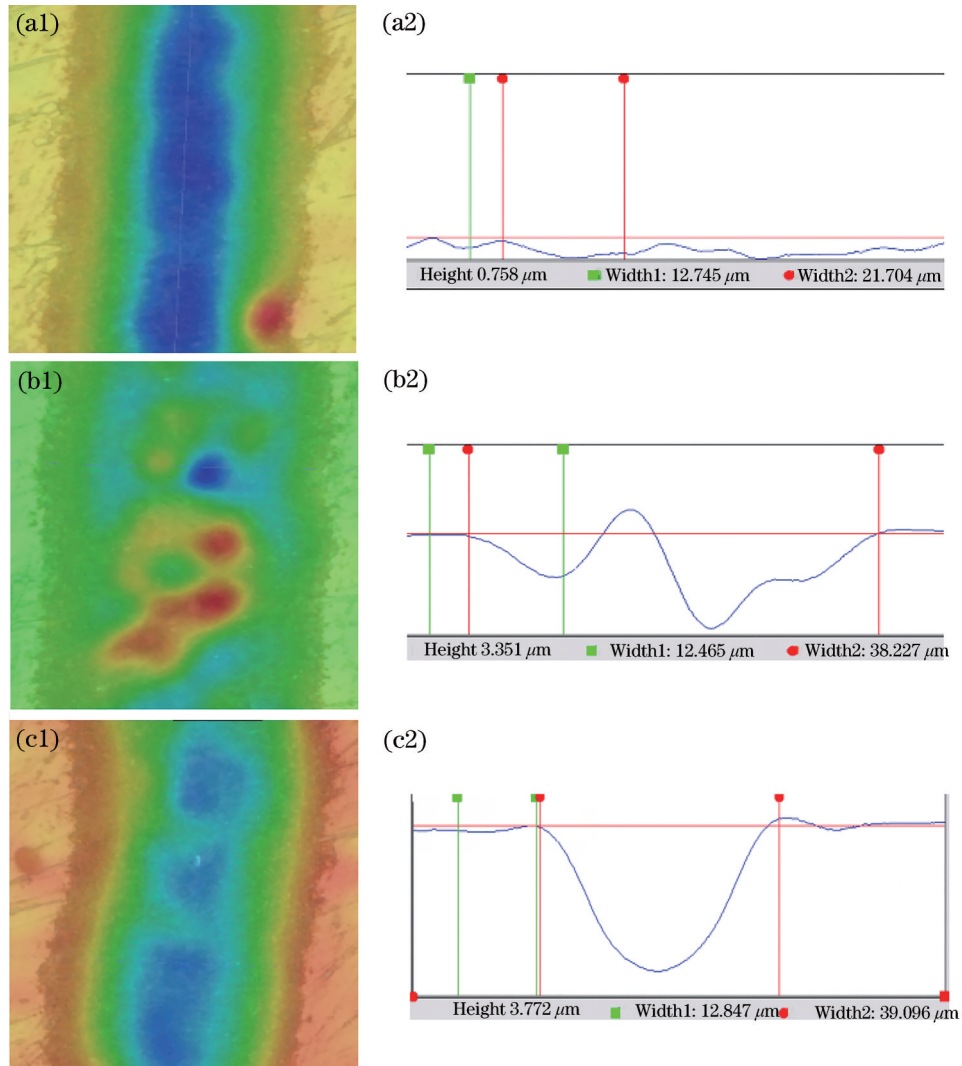 (a1)
(a2)
Height 0.758 μm Width1: 12.745 μm Width2: 21.704 μm
(b1)
(b2)
Height 3.351 μm Width1: 12.465 μm Width2: 38.227 μm
(c1)
(c2)
Height 3.772 μm Width1: 12.847 μm Width2: 39.096 μm